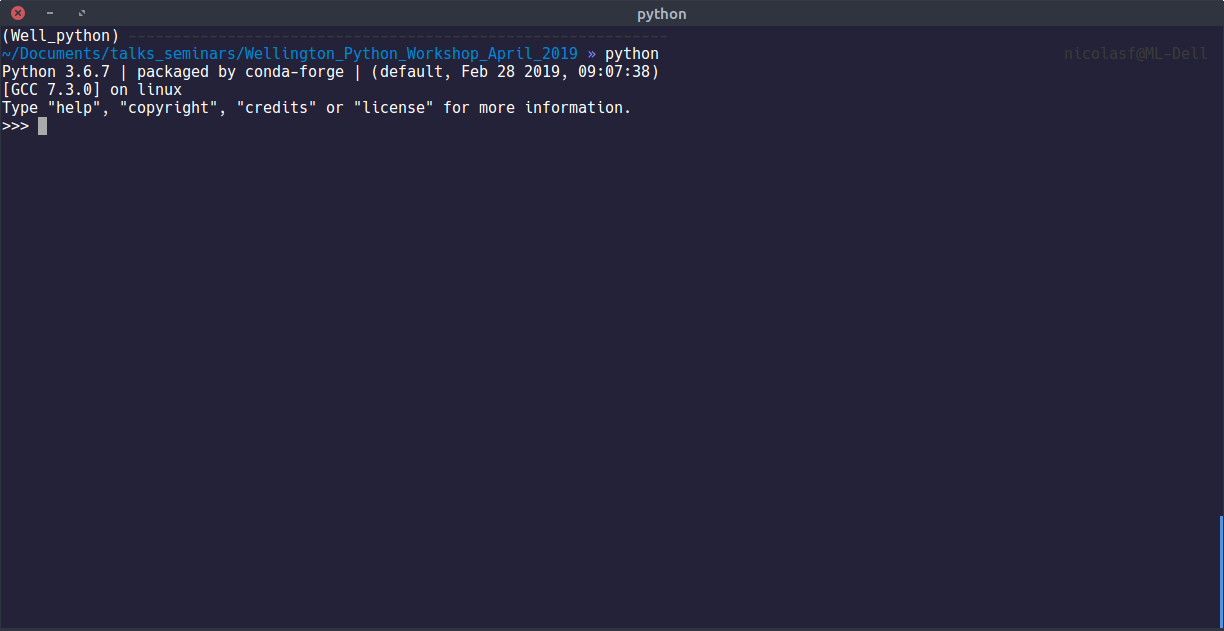 python
(Well_python) ------------------------------------------------------------
~/Documents/talks_seminars/Wellington_Python_Workshop_April_2019 » python nicolasf@ML-Dell
Python 3.6.7 | packaged by conda-forge | (default, Feb 28 2019, 09:07:38)
[GCC 7.3.0] on linux
Type "help", "copyright", "credits" or "license" for more information.
>>>